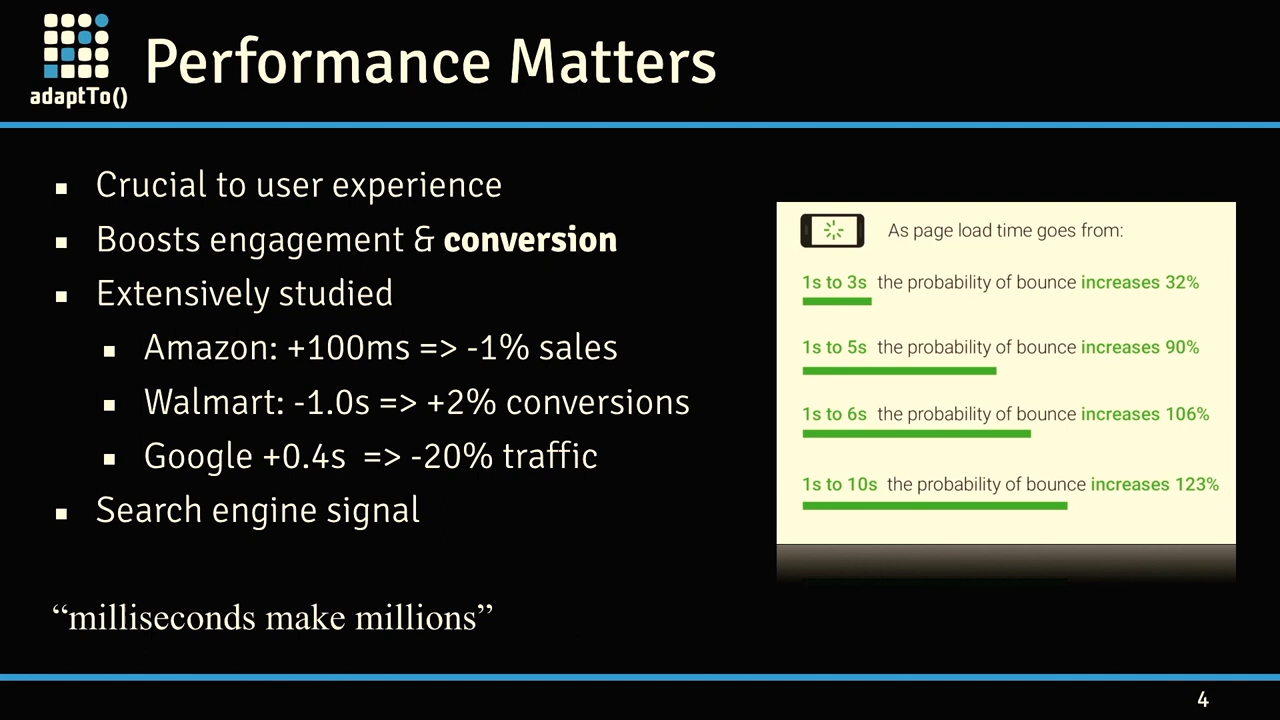 adaptTo()
Performance Matters
Crucial to user experience
Boosts engagement & conversion
Extensively studied
Amazon: +100ms => -1% sales
Walmart: -1.0s => +2% conversions
Google +0.4s => -20% traffic
Search engine signal
“milliseconds make millions”
As page load time goes from:
1s to 3s the probability of bounce increases 32%
1s to 5s the probability of bounce increases 90%
1s to 6s the probability of bounce increases 106%
1s to 10s the probability of bounce increases 123%
4